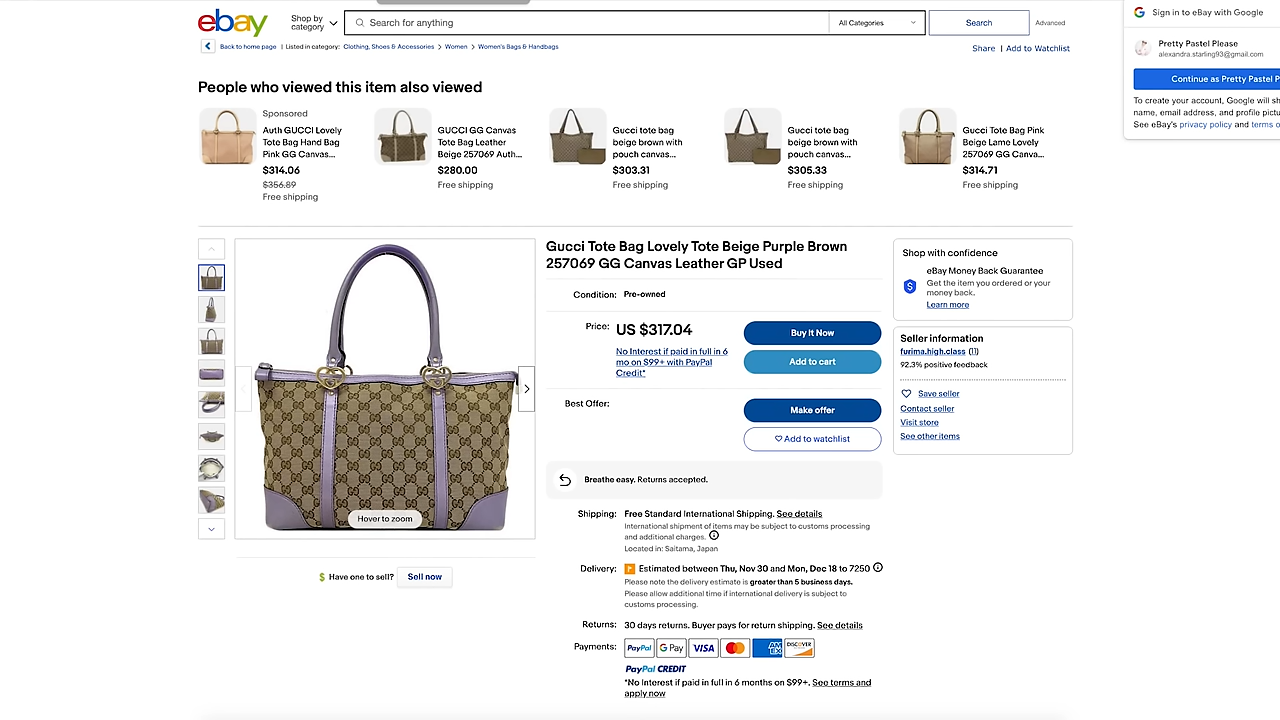 ebay
Shop by category
Search for anything
All Categories
Search
Advanced
Back to home page | Listed in category: Clothing, Shoes & Accessories > Women > Women's Bags & Handbags
Share | Add to Watchlist
Sign in to eBay with Google
Pretty Pastel Please
alexandra.starling93@gmail.com
Continue as Pretty Pastel P
To create your account, Google will sh
name, email address, and profile pictu
See eBay's privacy policy and terms o
People who viewed this item also viewed
Sponsored
Auth GUCCI Lovely
Tote Bag Hand Bag
Pink GG Canvas...
$314.06
$356.89
Free shipping
GUCCI GG Canvas
Tote Bag Leather
Beige 257069 Auth...
$280.00
Free shipping
Gucci tote bag
beige brown with
pouch canvas...
$303.31
Free shipping
Gucci tote bag
beige brown with
pouch canvas...
$305.33
Free shipping
Gucci Tote Bag Pink
Beige Lame Lovely
257069 GG Canva...
$314.71
Free shipping
Hover to zoom
$ Have one to sell? Sell now
Gucci Tote Bag Lovely Tote Beige Purple Brown
257069 GG Canvas Leather GP Used
Condition: Pre-owned
Price: US $317.04
No Interest if paid in full in 6
mo on $99+ with PayPal
Credit*
Buy It Now
Add to cart
Best Offer:
Make offer
Add to watchlist
Breathe easy. Returns accepted.
Shipping: Free Standard International Shipping. See details
International shipment of items may be subject to customs processing
and additional charges.
Located in: Saitama, Japan
Delivery: Estimated between Thu, Nov 30 and Mon, Dec 18 to 7250
Please note the delivery estimate is greater than 5 business days.
Please allow additional time if international delivery is subject to
customs processing.
Returns: 30 days returns. Buyer pays for return shipping. See details
Payments: PayPal G Pay VISA AM EX DISCOVER
PayPal CREDIT
*No Interest if paid in full in 6 months on $99+. See terms and
apply now
Shop with confidence
eBay Money Back Guarantee
Get the item you ordered or your
money back.
Learn more
Seller information
furima.high.class (11)
92.3% positive feedback
Save seller
Contact seller
Visit store
See other items